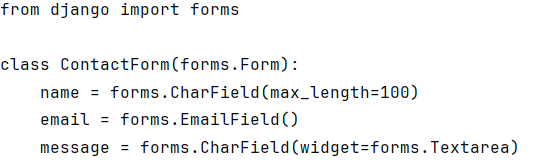 from django import forms

class ContactForm(forms.Form):
    name = forms.CharField(max_length=100)
    email = forms.EmailField()
    message = forms.CharField(widget=forms.Textarea)